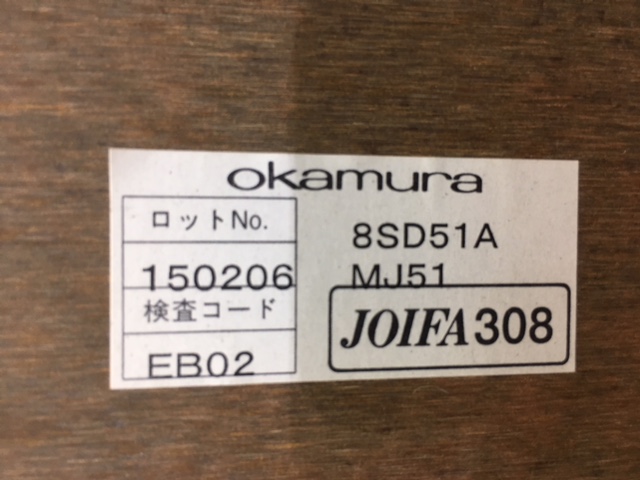 okamura
ロットNo.
150206
検査コード
EB02
8SD51A
MJ51
JOIFA308